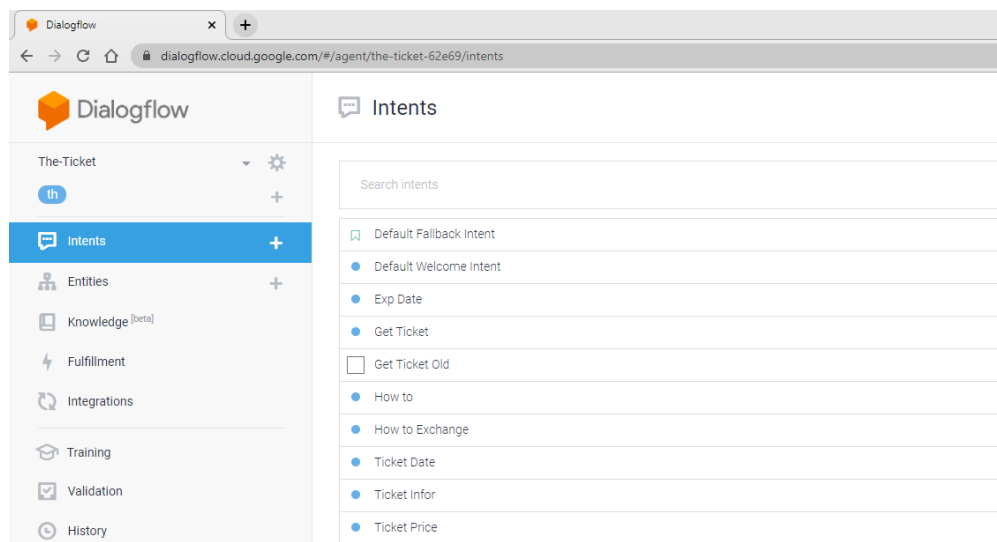 Dialogflow
dialogflow.cloud.google.com/#/agent/the-ticket-62e69/intents
Dialogflow
Intents
The-Ticket
th
Search intents
Intents
Entities
Knowledge [beta]
Fulfillment
Integrations
Training
Validation
History
Default Fallback Intent
Default Welcome Intent
Exp Date
Get Ticket
Get Ticket Old
How to
How to Exchange
Ticket Date
Ticket Infor
Ticket Price